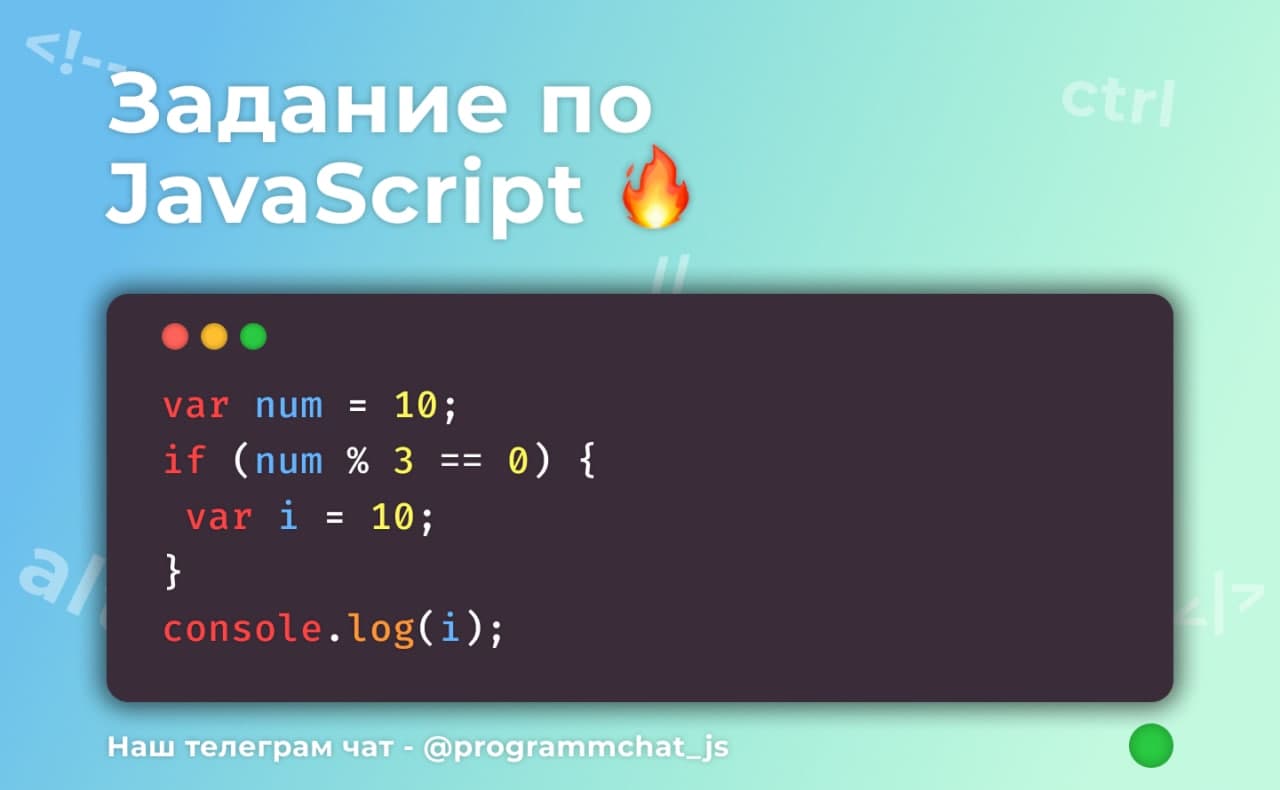 <!--
Задание по
ctrl
JavaScript 🔥
//
var num = 10;
if (num % 3 == 0) {
 var i = 10;
}
console.log(i);
Наш телеграм чат - @programmchat_js